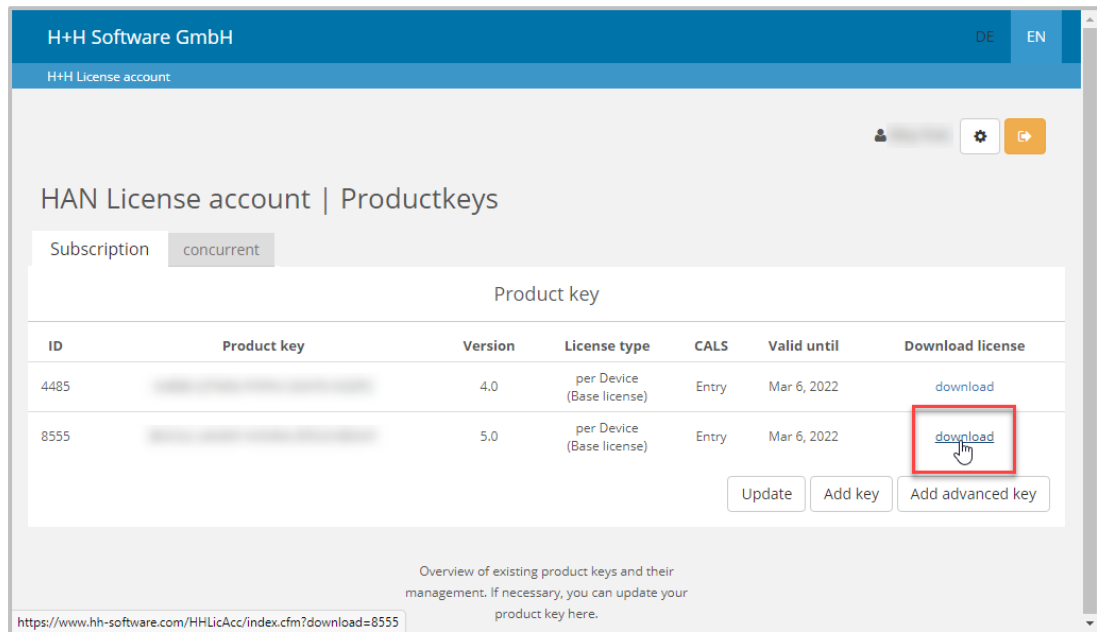 H+H Software GmbH
DE
EN
H+H License account
HAN License account | Productkeys
Subscription
concurrent
Product key
ID Product key Version License type CALS Valid until Download license
4485 4.0 per Device (Base license) Entry Mar 6, 2022 download
8555 5.0 per Device (Base license) Entry Mar 6, 2022 download
Update Add key Add advanced key
Overview of existing product keys and their
management. If necessary, you can update your
product key here.
https://www.hh-software.com/HHLicAcc/index.cfm?download=8555